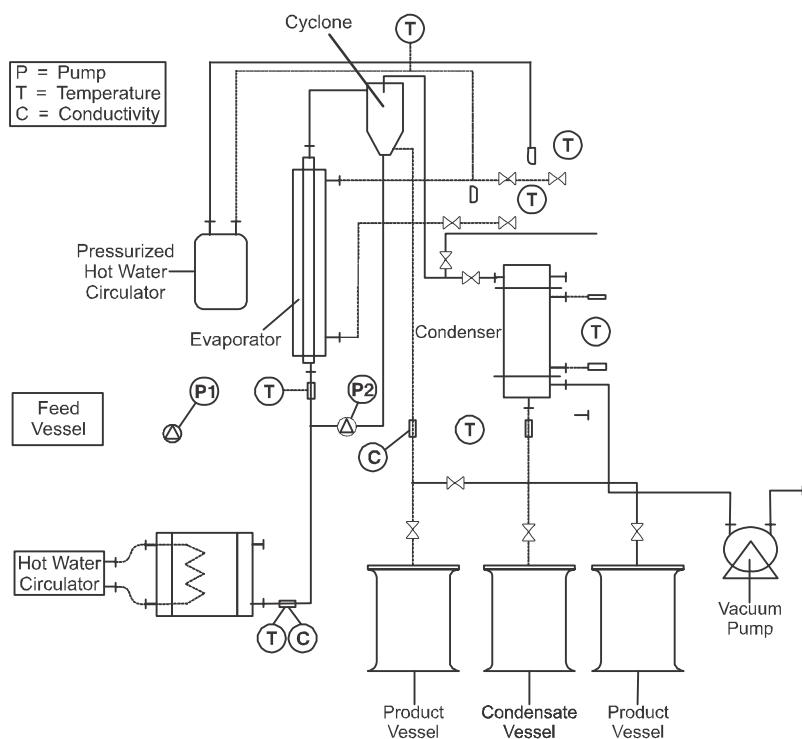 Cyclone
T
P = Pump
T = Temperature
C = Conductivity
T
T
Pressurized
Hot Water
Circulator
Evaporator
Condenser
T
T
P2
P1
Feed
Vessel
T
C
Hot Water
Circulator
T
C
Vacuum
Pump
Product
Vessel
Condensate
Vessel
Product
Vessel